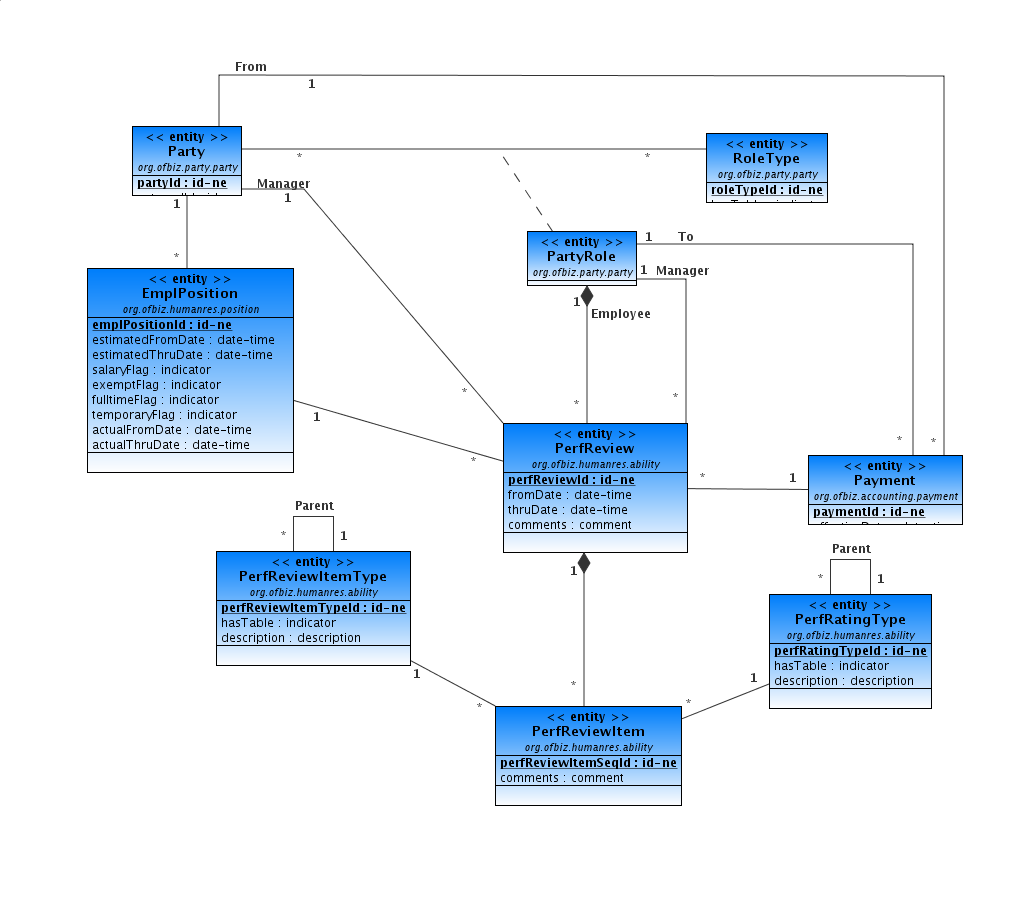 From
1
<< entity >>
Party
org.ofbiz.party.party
partyId : id-ne
* *
<< entity >>
RoleType
org.ofbiz.party.party
roleTypeId : id-ne
Manager
1
1
*
<< entity >>
PartyRole
org.ofbiz.party.party
1 To
1 Manager
1
Employee
<< entity >>
EmplPosition
org.ofbiz.humanres.position
emplPositionId : id-ne
estimatedFromDate : date-time
estimatedThruDate : date-time
salaryFlag : indicator
exemptFlag : indicator
fulltimeFlag : indicator
temporaryFlag : indicator
actualFromDate : date-time
actualThruDate : date-time
1
*
*
*
*
<< entity >>
PerfReview
org.ofbiz.humanres.ability
perfReviewId : id-ne
fromDate : date-time
thruDate : date-time
comments : comment
* 1
* *
<< entity >>
Payment
org.ofbiz.accounting.payment
paymentId : id-ne
Parent
* 1
<< entity >>
PerfReviewItemType
org.ofbiz.humanres.ability
perfReviewItemTypeId : id-ne
hasTable : indicator
description : description
1
*
1
*
Parent
* 1
<< entity >>
PerfRatingType
org.ofbiz.humanres.ability
perfRatingTypeId : id-ne
hasTable : indicator
description : description
1
*
<< entity >>
PerfReviewItem
org.ofbiz.humanres.ability
perfReviewItemSeqId : id-ne
comments : comment